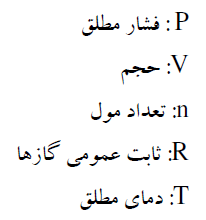 P: فشار مطلق
V: حجم
n: تعداد مول
R: ثابت عمومی گازها
T: دمای مطلق